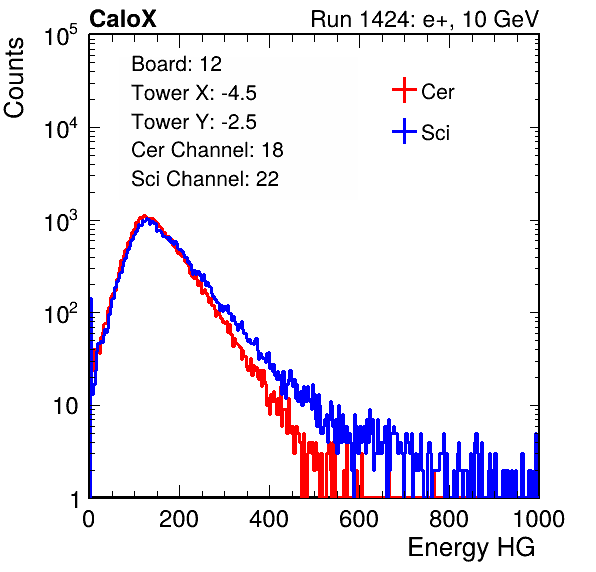 CaloX Run 1424: e+, 10 GeV
Counts
10^5
10^4
10^3
10^2
10
1
Board: 12
Tower X: -4.5
Tower Y: -2.5
Cer Channel: 18
Sci Channel: 22
Cer
Sci
0 200 400 600 800 1000
Energy HG